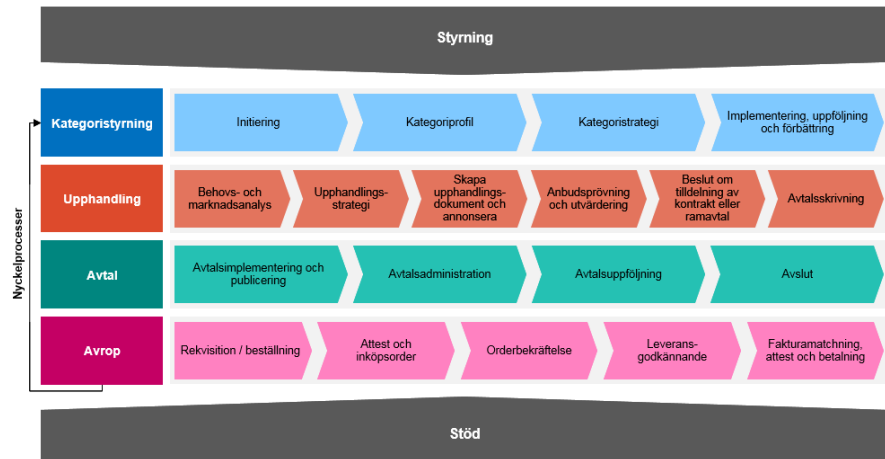 Styrning
Nyckelprocesser
Kategoristyrning
Initiering
Kategoriprofil
Kategoristrategi
Implementering, uppföljning
och förbättring
Upphandling
Behovs- och
marknadsanalys
Upphandlings-
strategi
Skapa
upphandlings-
dokument och
annonsera
Anbudsprövning
och utvärdering
Beslut om
tilldelning av
kontrakt eller
ramavtal
Avtalsskrivning
Avtal
Avtalsimplementering och
publicering
Avtalsadministration
Avtalsuppföljning
Avslut
Avrop
Rekvisition / beställning
Attest och
inköpsorder
Orderbekräftelse
Leverans-
godkännande
Fakturamatchning,
attest och betalning
Stöd